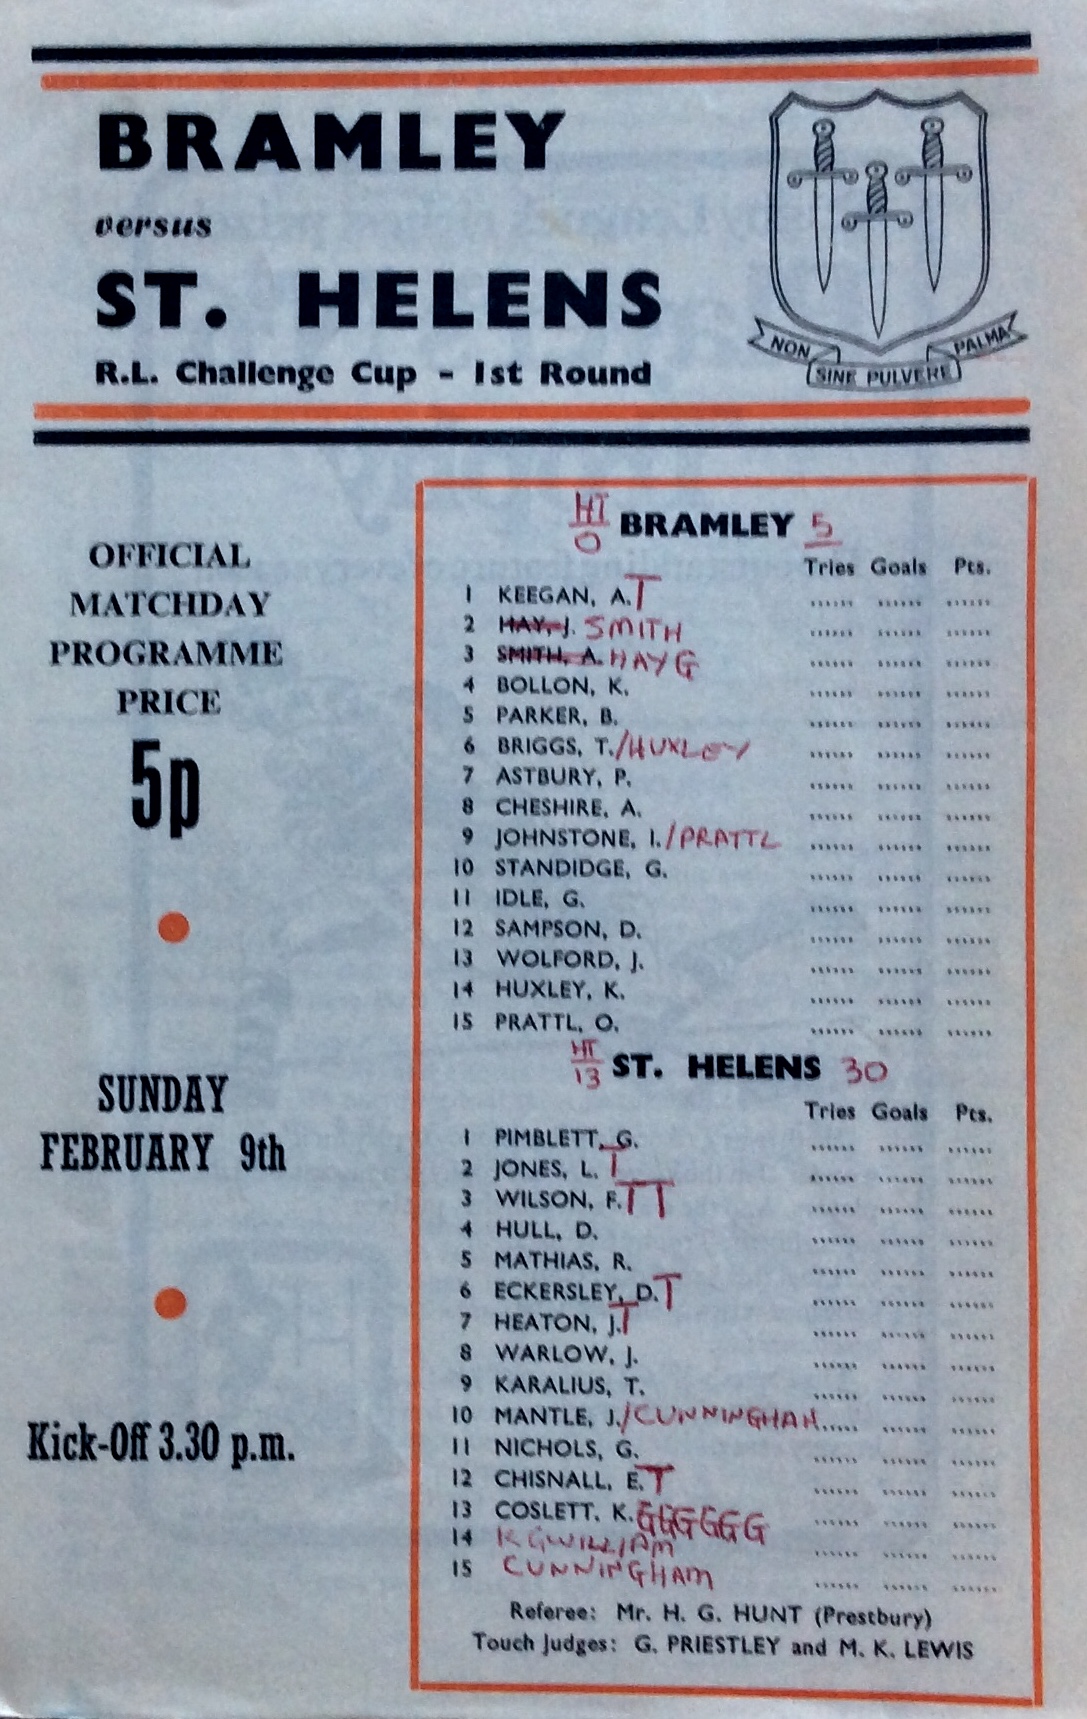 BRAMLEY
versus
ST. HELENS
R.L. Challenge Cup - 1st Round
NON SINE PULVERE PALMA
OFFICIAL
MATCHDAY
PROGRAMME
PRICE
5p
SUNDAY
FEBRUARY 9th
Kick-Off 3.30 p.m.
HT 0 BRAMLEY 5
Tries Goals Pts.
1 KEEGAN, A. T ...... ...... ......
2 HAY, J. SMITH ...... ...... ......
3 SMITH, A. HAY G ...... ...... ......
4 BOLLON, K. ...... ...... ......
5 PARKER, B. ...... ...... ......
6 BRIGGS, T. /HUXLEY ...... ...... ......
7 ASTBURY, P. ...... ...... ......
8 CHESHIRE, A. ...... ...... ......
9 JOHNSTONE, I. /PRATTL ...... ...... ......
10 STANDIDGE, G. ...... ...... ......
11 IDLE, G. ...... ...... ......
12 SAMPSON, D. ...... ...... ......
13 WOLFORD, J. ...... ...... ......
14 HUXLEY, K. ...... ...... ......
15 PRATTL, O. ...... ...... ......
HT 13 ST. HELENS 30
Tries Goals Pts.
1 PIMBLETT, G. ...... ...... ......
2 JONES, L. T ...... ...... ......
3 WILSON, F. T T ...... ...... ......
4 HULL, D. ...... ...... ......
5 MATHIAS, R. ...... ...... ......
6 ECKERSLEY, D. T ...... ...... ......
7 HEATON, J. T ...... ...... ......
8 WARLOW, J. ...... ...... ......
9 KARALIUS, T. ...... ...... ......
10 MANTLE, J. /CUNNINGHAM ...... ...... ......
11 NICHOLS, G. ...... ...... ......
12 CHISNALL, E. T ...... ...... ......
13 COSLETT, K. GGGGGG ...... ...... ......
14 K GWILLIAM ...... ...... ......
15 CUNNINGHAM ...... ...... ......
Referee: Mr. H. G. HUNT (Prestbury)
Touch Judges: G. PRIESTLEY and M. K. LEWIS